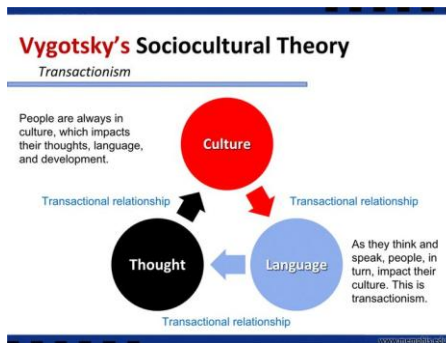 Vygotsky's Sociocultural Theory
Transactionism
People are always in
culture, which impacts
their thoughts, language,
and development.
Culture
Transactional relationship
Transactional relationship
Thought
Language
As they think and
speak, people, in
turn, impact their
culture. This is
transactionism.
Transactional relationship